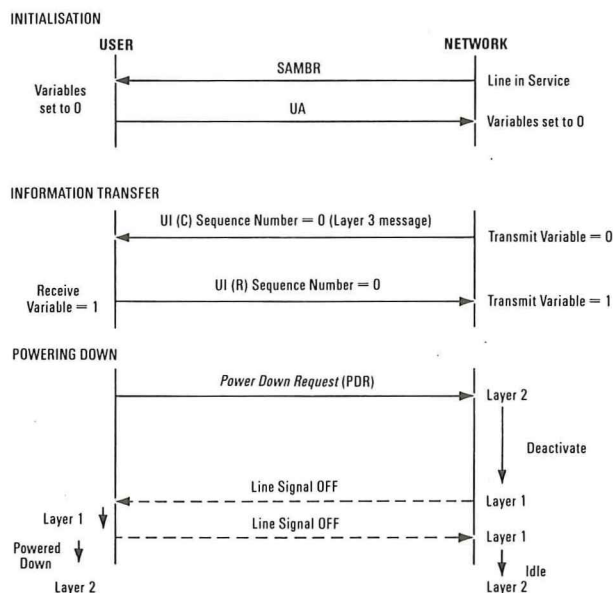 INITIALISATION
USER
NETWORK
SAMBR
Line in Service
Variables
set to 0
UA
Variables set to 0
INFORMATION TRANSFER
UI (C) Sequence Number = 0 (Layer 3 message)
Transmit Variable = 0
Receive
Variable = 1
UI (R) Sequence Number = 0
Transmit Variable = 1
POWERING DOWN
Power Down Request (PDR)
Layer 2
Deactivate
Line Signal OFF
Layer 1
Layer 1
Line Signal OFF
Layer 1
Powered
Down
Idle
Layer 2
Layer 2